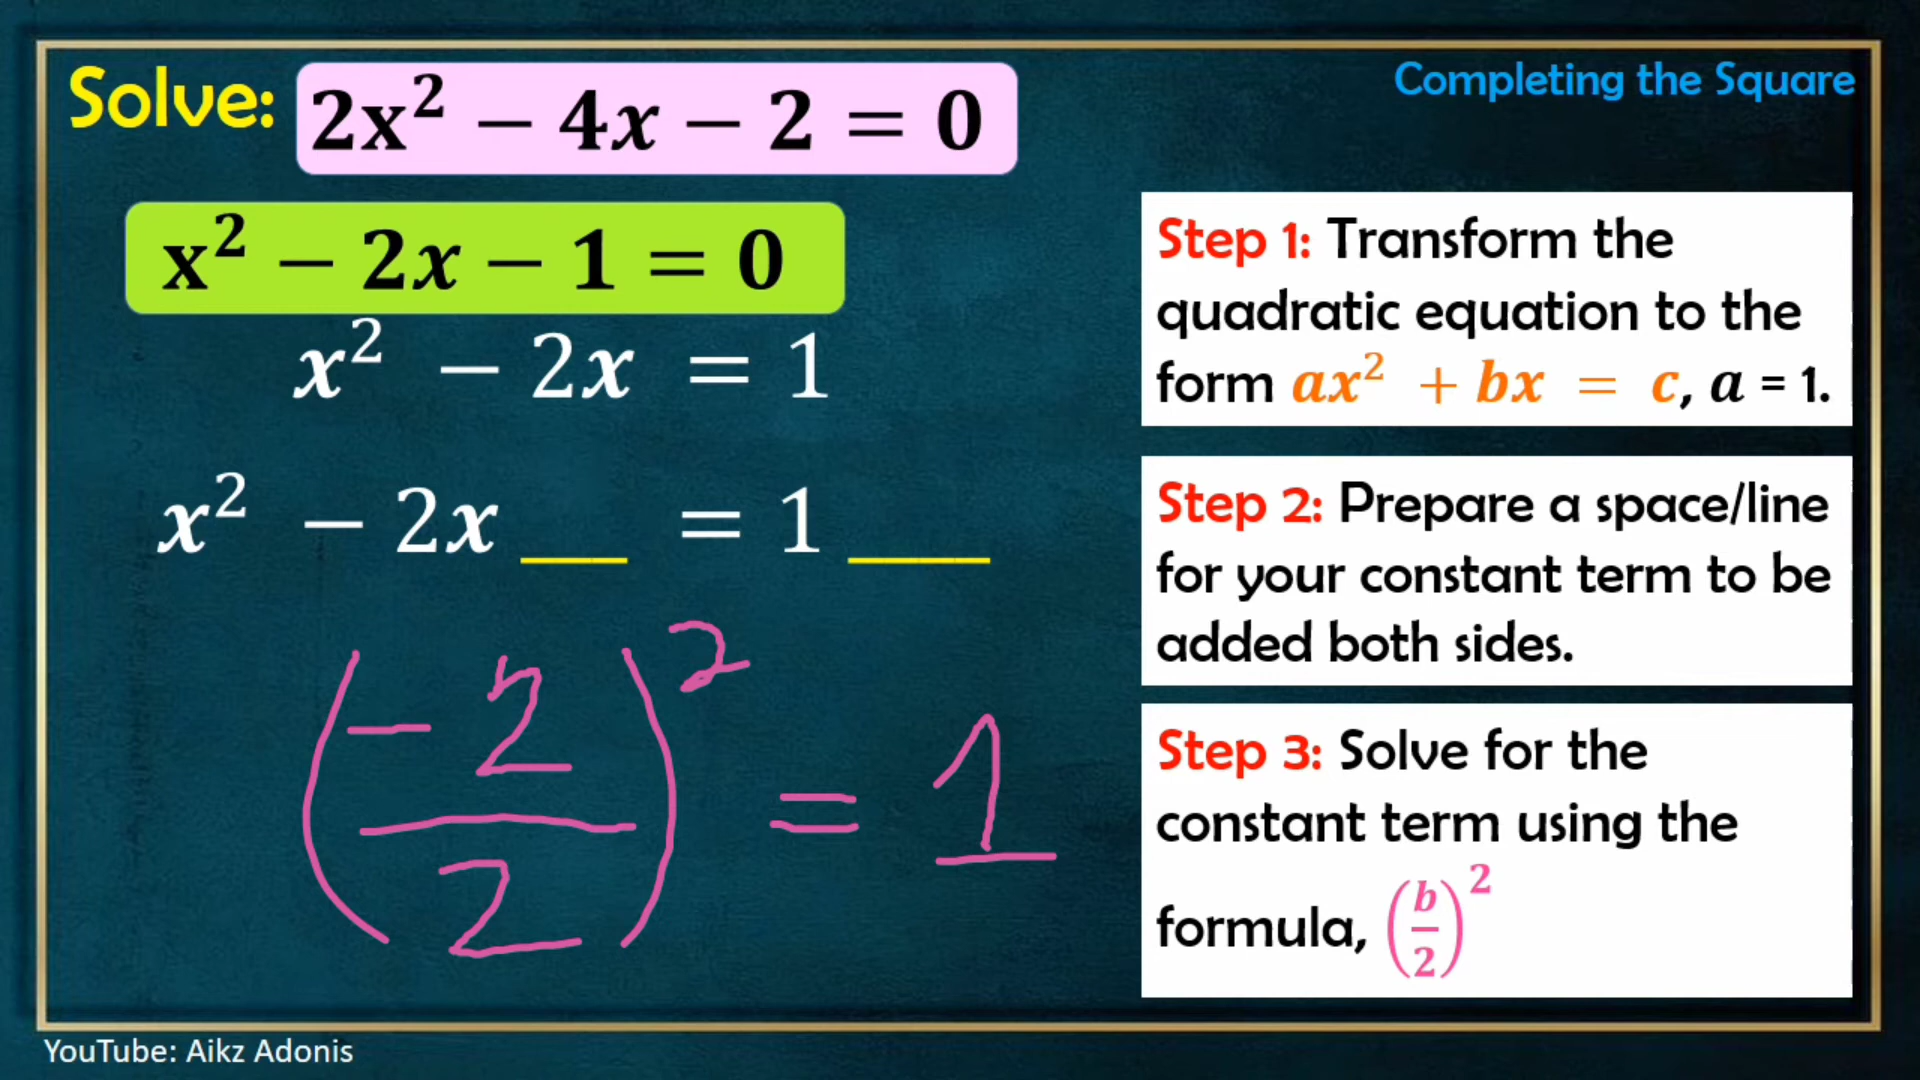 Solve: 2x² − 4x − 2 = 0
Completing the Square
x² − 2x − 1 = 0
x² − 2x = 1
x² − 2x __ = 1 ___
(−2/2)² = 1
Step 1: Transform the
quadratic equation to the
form ax² + bx = c, a = 1.
Step 2: Prepare a space/line
for your constant term to be
added both sides.
Step 3: Solve for the
constant term using the
formula, (b/2)²
YouTube: Aikz Adonis